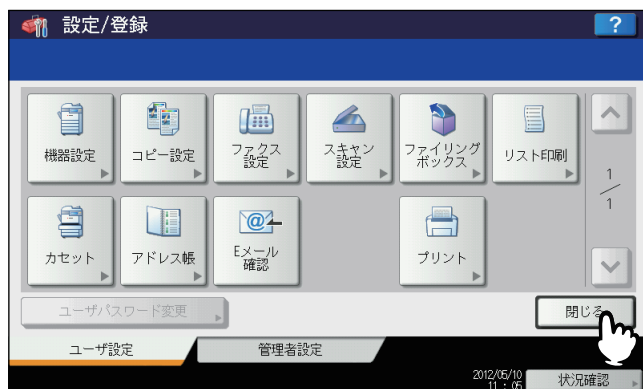 設定/登録
?
機器設定
コピー設定
ファクス
設定
スキャン
設定
ファイリング
ボックス
リスト印刷
1
1
カセット
アドレス帳
Eメール
確認
プリント
ユーザパスワード変更
閉じる
ユーザ設定
管理者設定
2012/05/10
11 : 05
状況確認